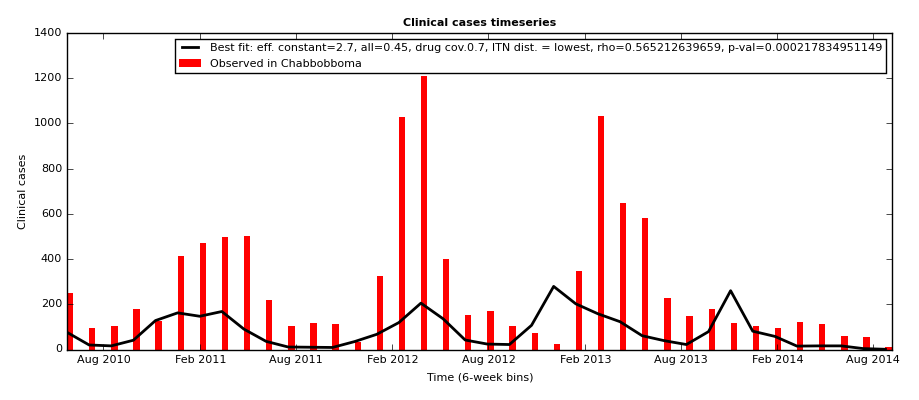 Clinical cases timeseries
Best fit: eff. constant=2.7, all=0.45, drug cov.0.7, ITN dist. = lowest, rho=0.565212639659, p-val=0.000217834951149
Observed in Chabbobboma
Clinical cases
1400
1200
1000
800
600
400
200
0
Aug 2010 Feb 2011 Aug 2011 Feb 2012 Aug 2012 Feb 2013 Aug 2013 Feb 2014 Aug 2014
Time (6-week bins)